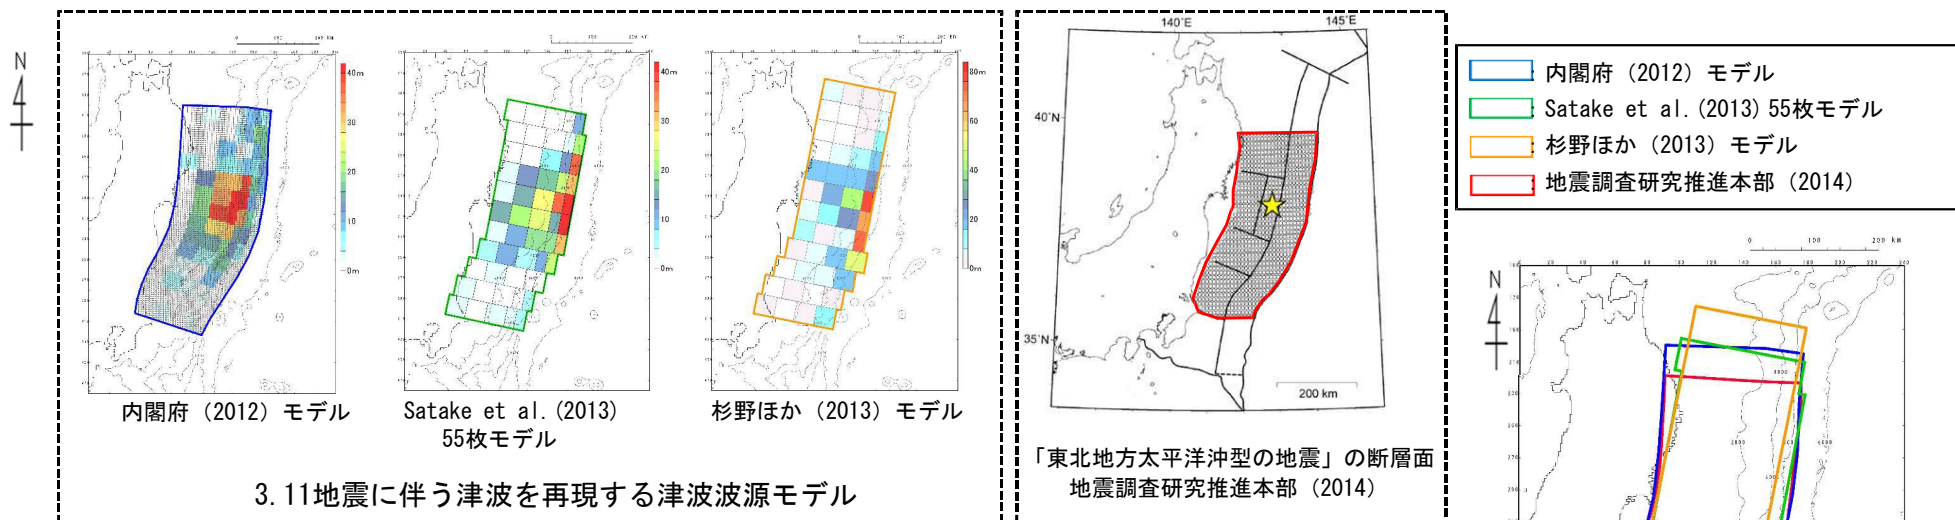 N
40m
30
20
10
0m
内閣府（2012）モデル
40m
30
20
10
0m
Satake et al.(2013)
55枚モデル
80m
60
40
20
0m
杉野ほか（2013）モデル
3.11地震に伴う津波を再現する津波波源モデル
140°E
145°E
40°N
35°N
200 km
「東北地方太平洋沖型の地震」の断層面
地震調査研究推進本部（2014）
: 内閣府（2012）モデル
: Satake et al.(2013) 55枚モデル
: 杉野ほか（2013）モデル
: 地震調査研究推進本部（2014）
0 100 200 km
N